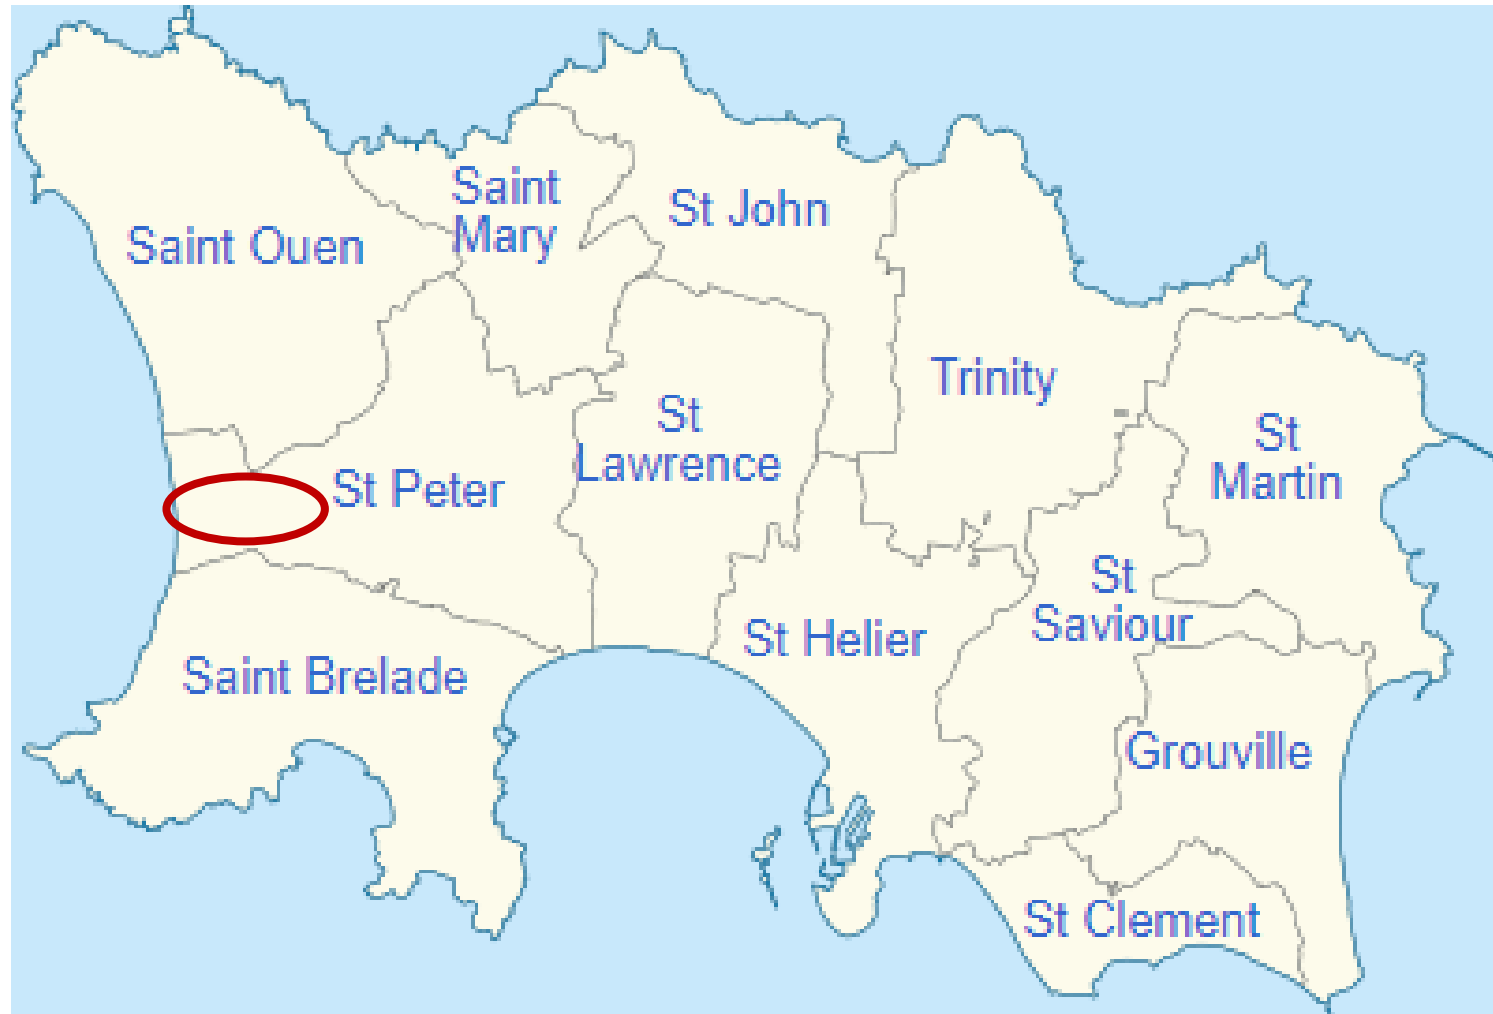 Saint
Mary
St John
Saint Ouen
Trinity
St
Lawrence
St
Martin
St Peter
St
Saviour
St Helier
Saint Brelade
Grouville
St Clement